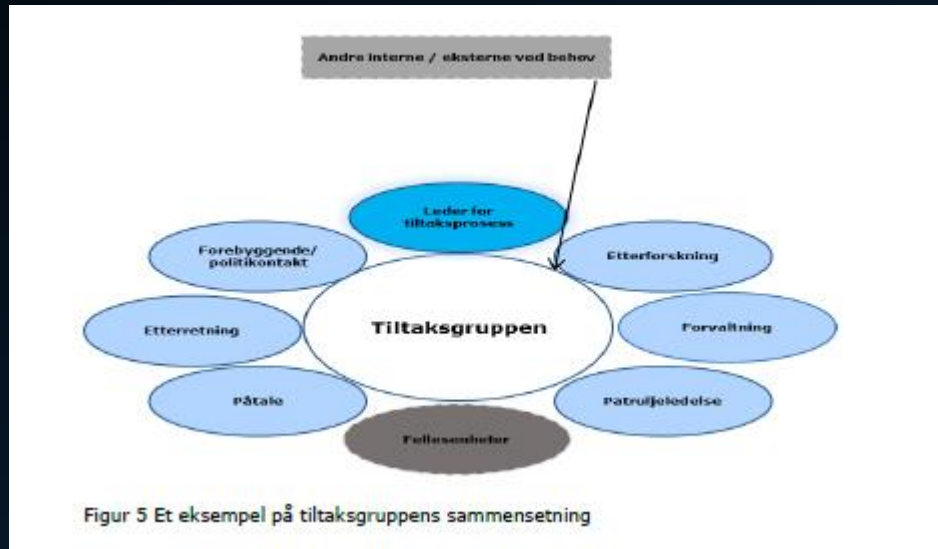 Andre interne / eksterne ved behov
Leder for
tiltaksprosess
Forebyggende/
politikontakt
Etterforskning
Etterretning
Tiltaksgruppen
Forvaltning
Påtale
Patruljeledelse
Fellesenheter
Figur 5 Et eksempel på tiltaksgruppens sammensetning